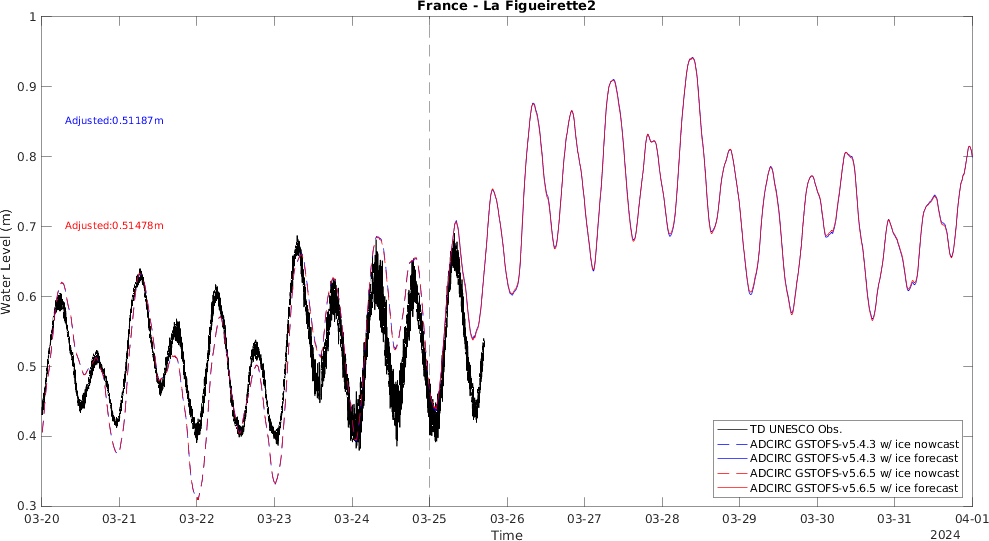 France - La Figueirette2
1
0.9
0.8
0.7
0.6
0.5
0.4
0.3
Water Level (m)
Adjusted:0.51187m
Adjusted:0.51478m
TD UNESCO Obs.
ADCIRC GSTOFS-v5.4.3 w/ ice nowcast
ADCIRC GSTOFS-v5.4.3 w/ ice forecast
ADCIRC GSTOFS-v5.6.5 w/ ice nowcast
ADCIRC GSTOFS-v5.6.5 w/ ice forecast
03-20 03-21 03-22 03-23 03-24 03-25 03-26 03-27 03-28 03-29 03-30 03-31 04-01
Time
2024